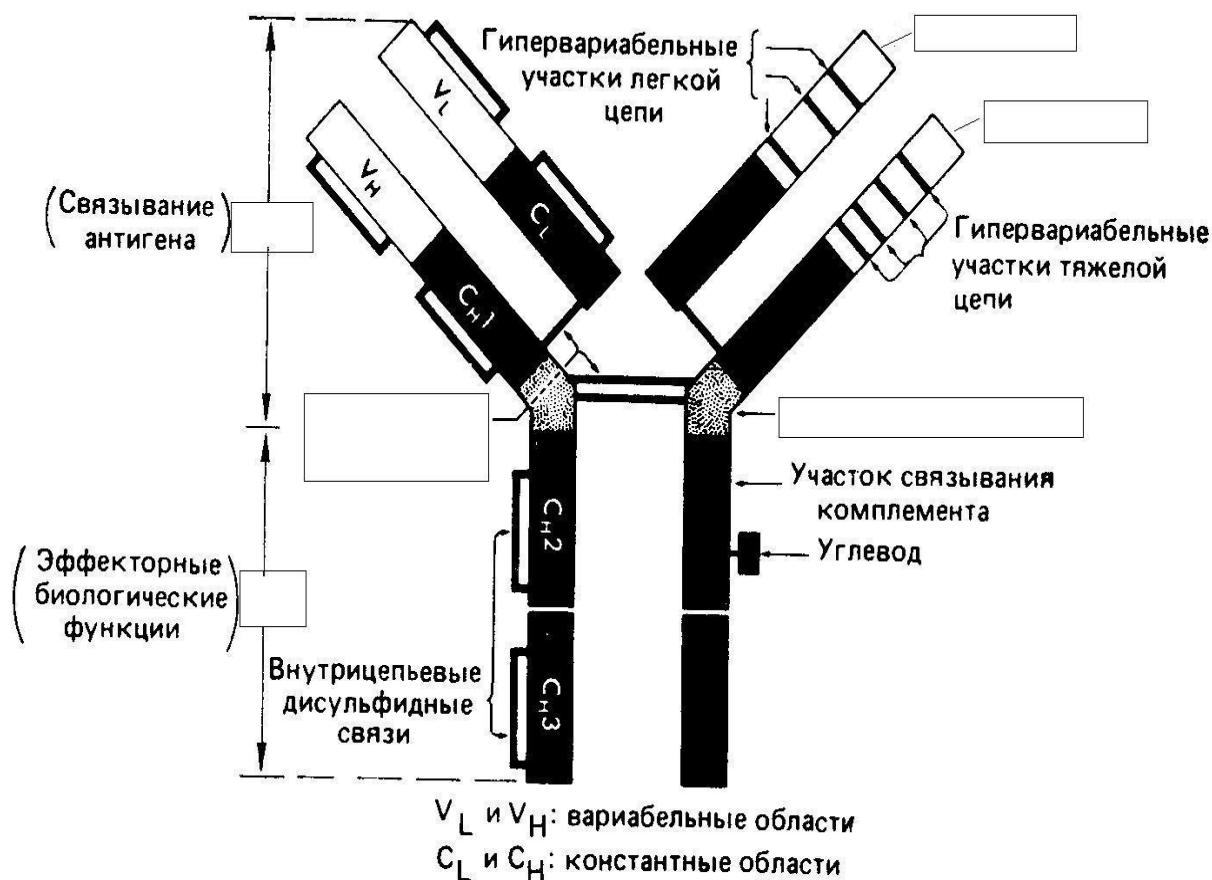 Гипервариабельные
участки легкой
цепи
V_L
V_H
C_L
C_H1
(Связывание
антигена)
Гипервариабельные
участки тяжелой
цепи
Участок связывания
комплемента
Углевод
C_H2
(Эффекторные
биологические
функции)
Внутрицепьевые
дисульфидные
связи
C_H3
V_L и V_H: вариабельные области
C_L и C_H: константные области